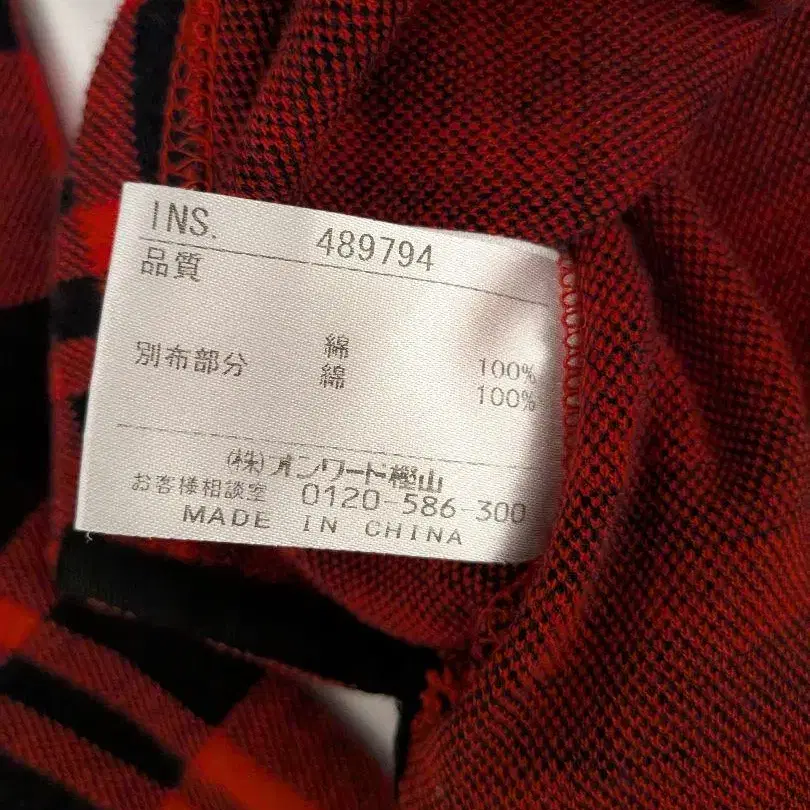 INS. 489794
品質
綿 100%
別布部分 綿 100%
(株)オンワード樫山
お客様相談室 0120-586-300
MADE IN CHINA